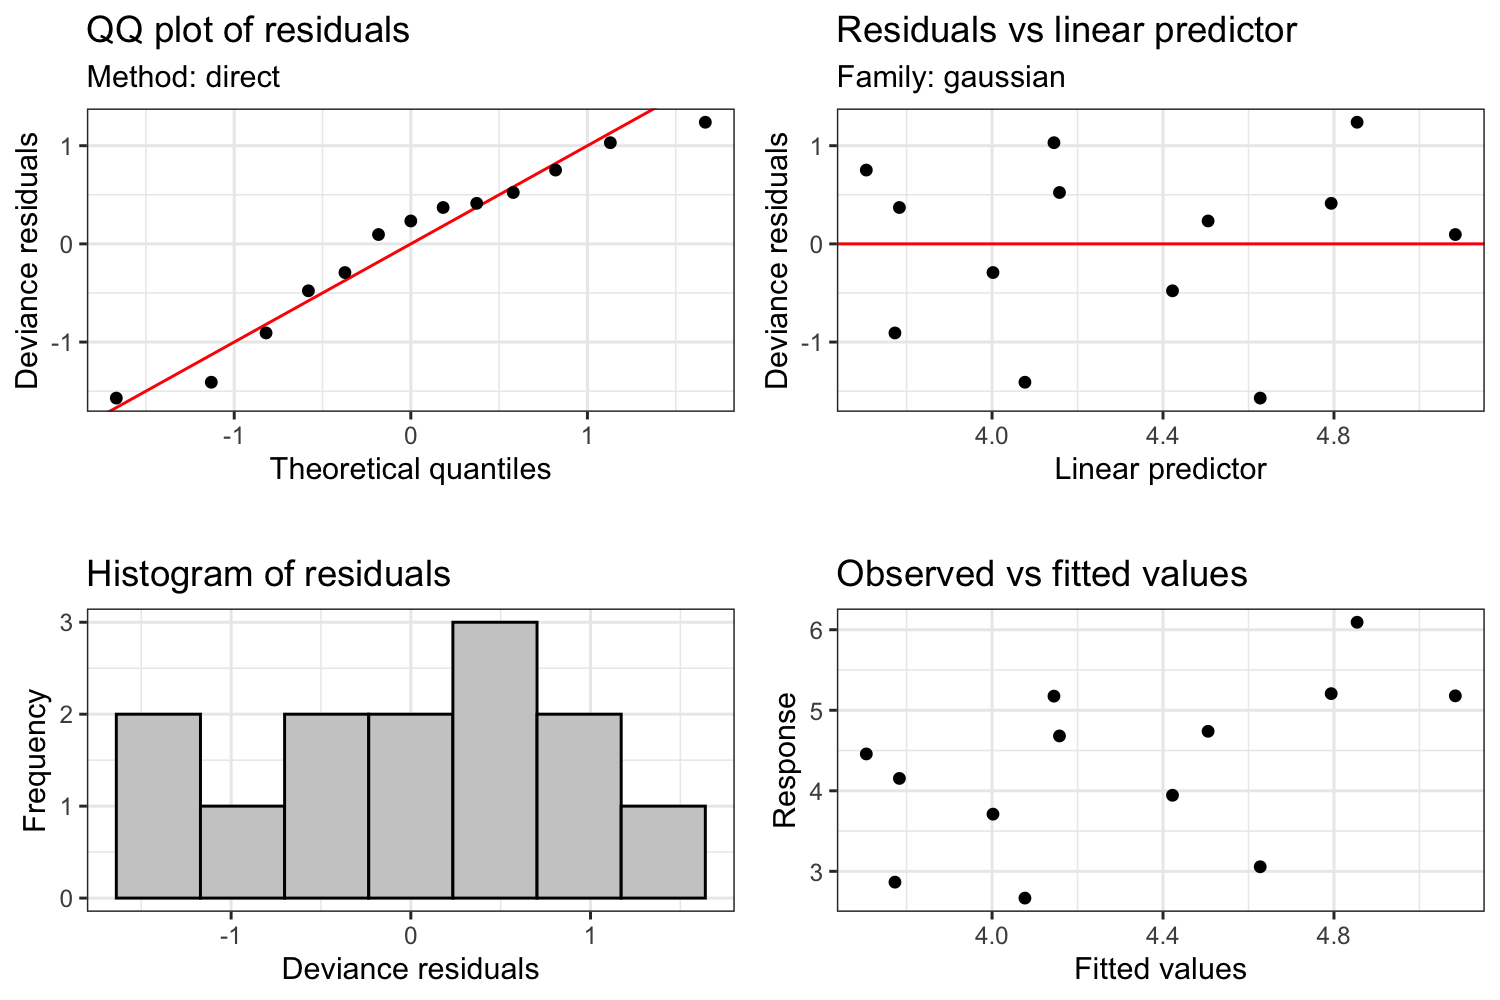 QQ plot of residuals
Method: direct
Deviance residuals
1
0
-1
-1
0
1
Theoretical quantiles
Residuals vs linear predictor
Family: gaussian
Deviance residuals
1
0
-1
4.0
4.4
4.8
Linear predictor
Histogram of residuals
Frequency
3
2
1
0
-1
0
1
Deviance residuals
Observed vs fitted values
Response
6
5
4
3
4.0
4.4
4.8
Fitted values